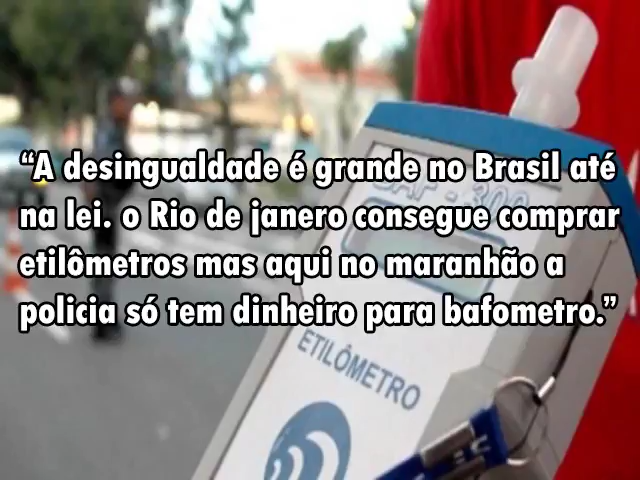 “A desingualdade é grande no Brasil até
na lei. o Rio de janero consegue comprar
etilômetros mas aqui no maranhão a
policia só tem dinheiro para bafometro.”
ETILÔMETRO